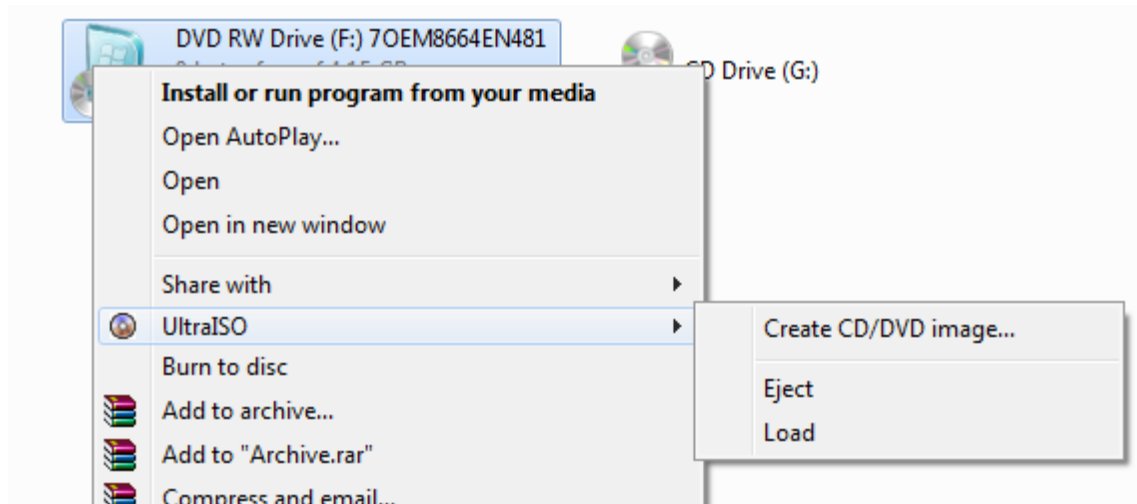 DVD RW Drive (F:) 7OEM8664EN481
CD Drive (G:)
Install or run program from your media
Open AutoPlay...
Open
Open in new window
Share with
UltraISO
Create CD/DVD image...
Burn to disc
Eject
Add to archive...
Load
Add to "Archive.rar"
Compress and email...